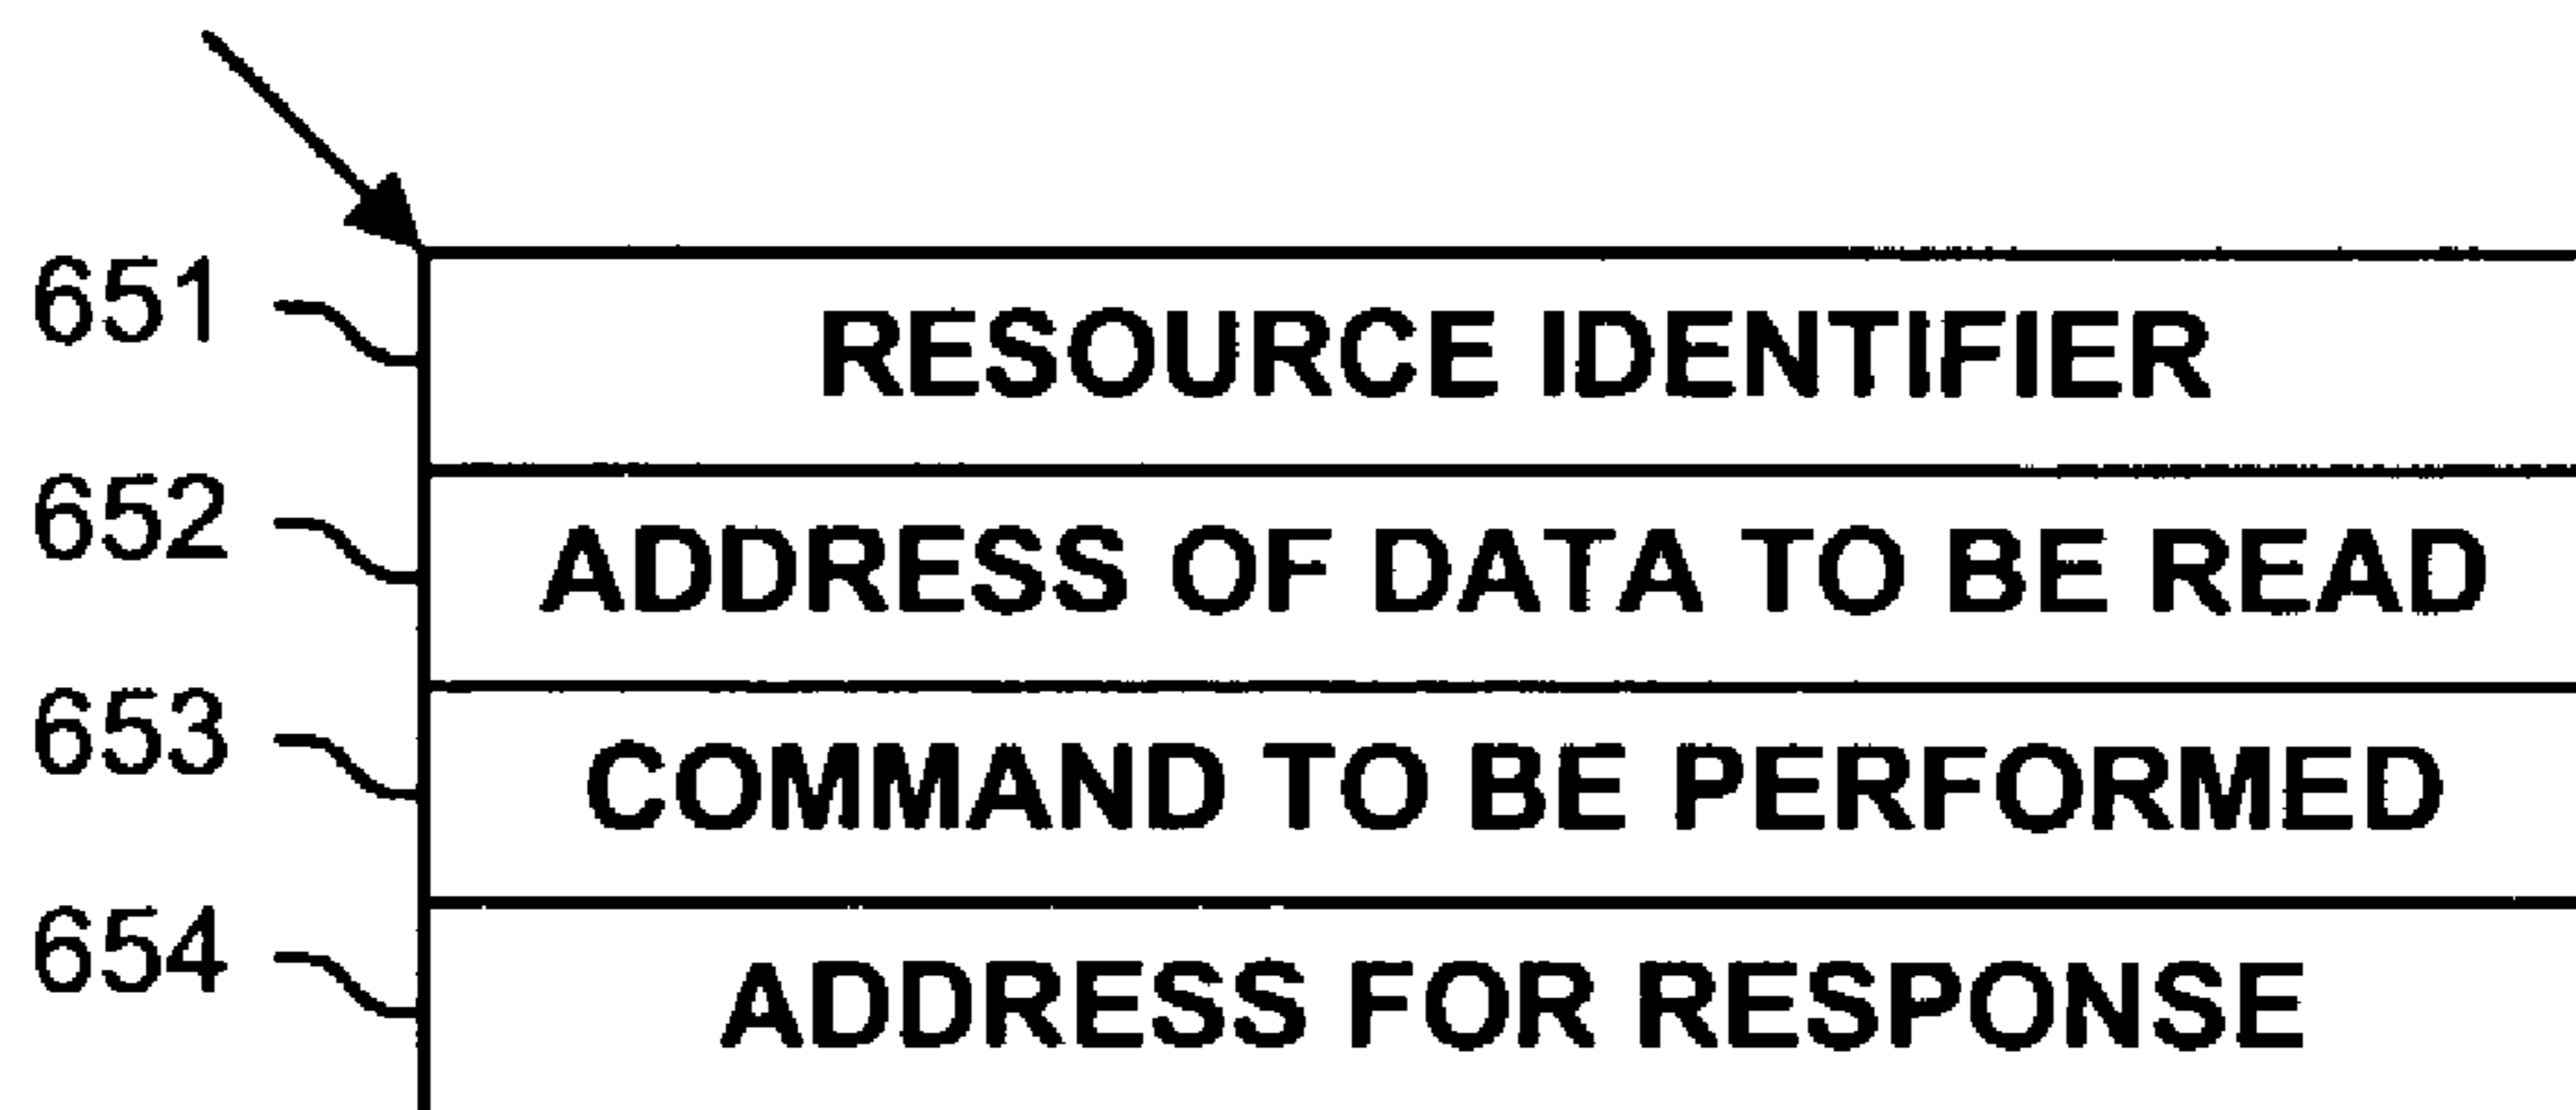 651 RESOURCE IDENTIFIER
652 ADDRESS OF DATA TO BE READ
653 COMMAND TO BE PERFORMED
654 ADDRESS FOR RESPONSE